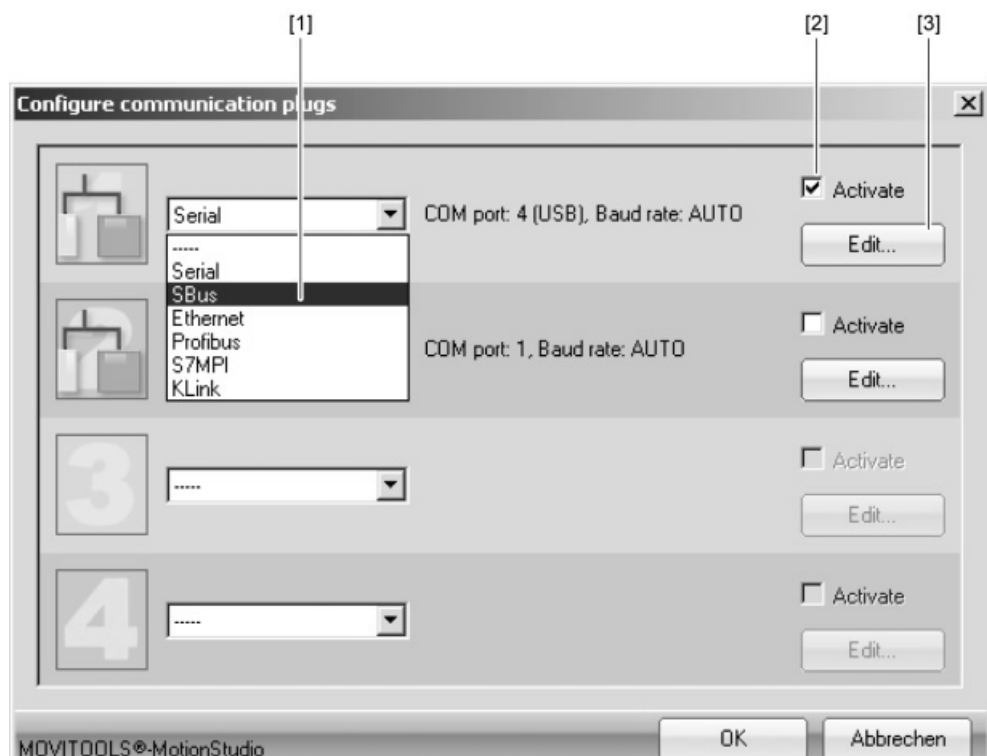 [1] [2] [3]
Configure communication plugs
Activate
Serial
COM port: 4 (USB), Baud rate: AUTO
Edit...
-----
Serial
SBus
Ethernet
Profibus
S7MPI
KLink
Activate
COM port: 1, Baud rate: AUTO
Edit...
3
Activate
-----
Edit...
4
Activate
-----
Edit...
OK
Abbrechen
MOVITOOLS®-MotionStudio